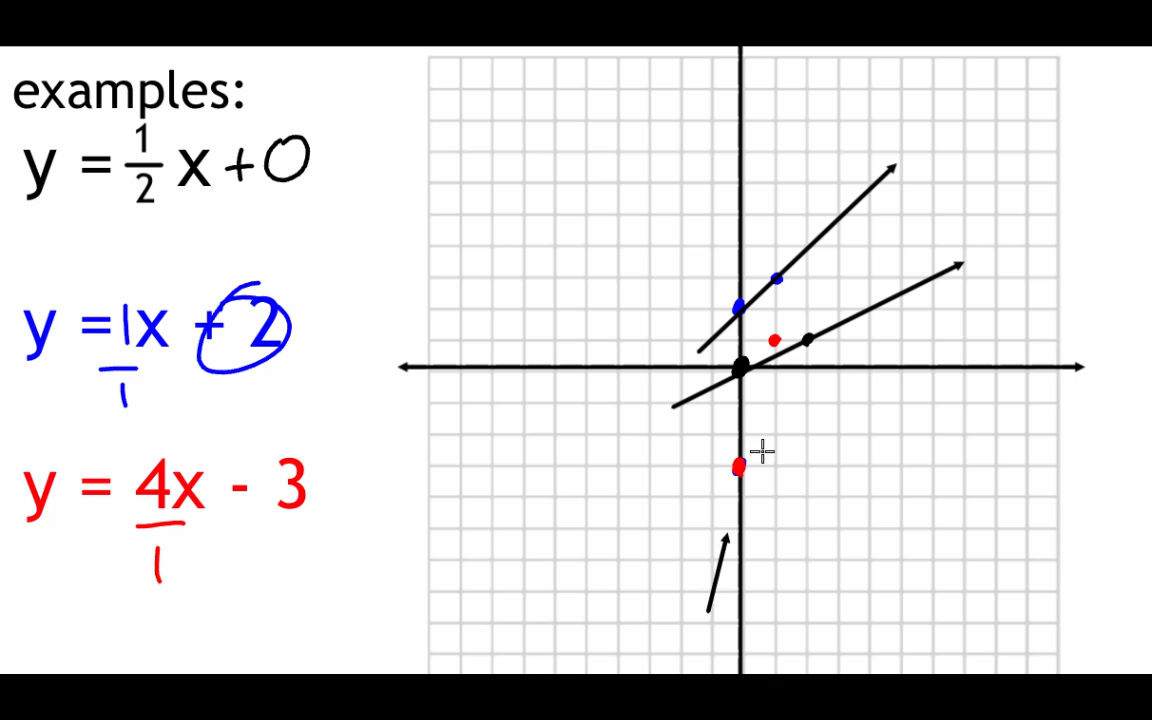 examples:
y = 1/2 x + 0
y = 1x + 2
1
y = 4x - 3
1